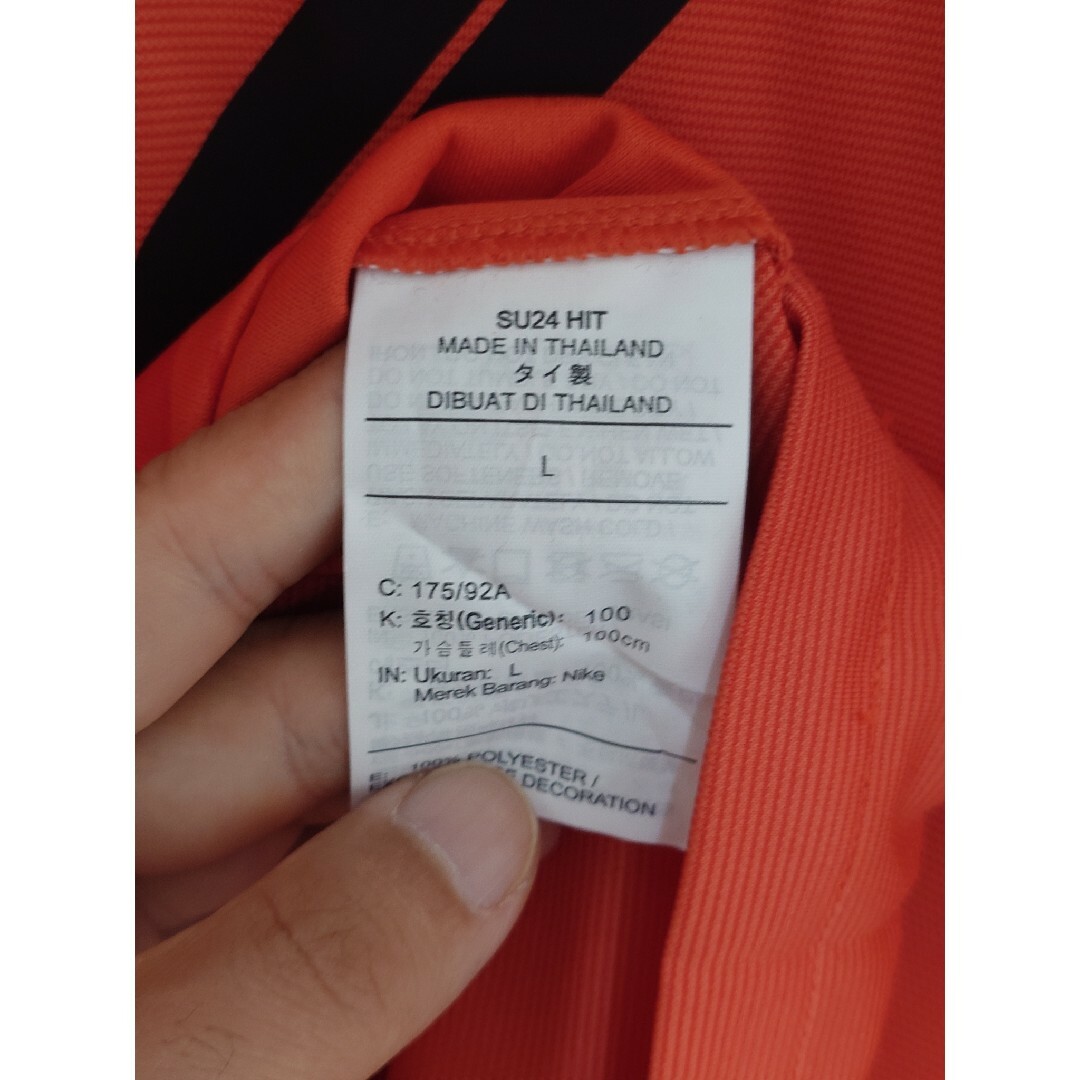 SU24 HIT
MADE IN THAILAND
タイ製
DIBUAT DI THAILAND
L
C: 175/92A
K: 호칭(Generic): 100
가슴둘레(Chest): 100cm
IN: Ukuran: L
Merek Barang: Nike
E: 100% POLYESTER /
DECORATION